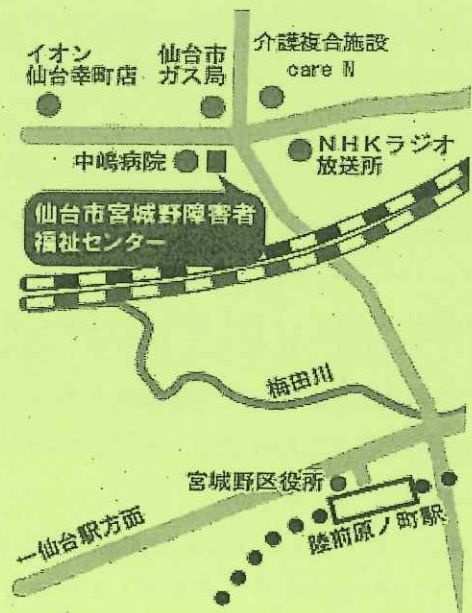 イオン
仙台幸町店
仙台市
ガス局
介護複合施設
care N
中嶋病院
NHKラジオ
放送所
仙台市宮城野障害者
福祉センター
梅田川
宮城野区役所
←仙台駅方面
陸前原ノ町駅